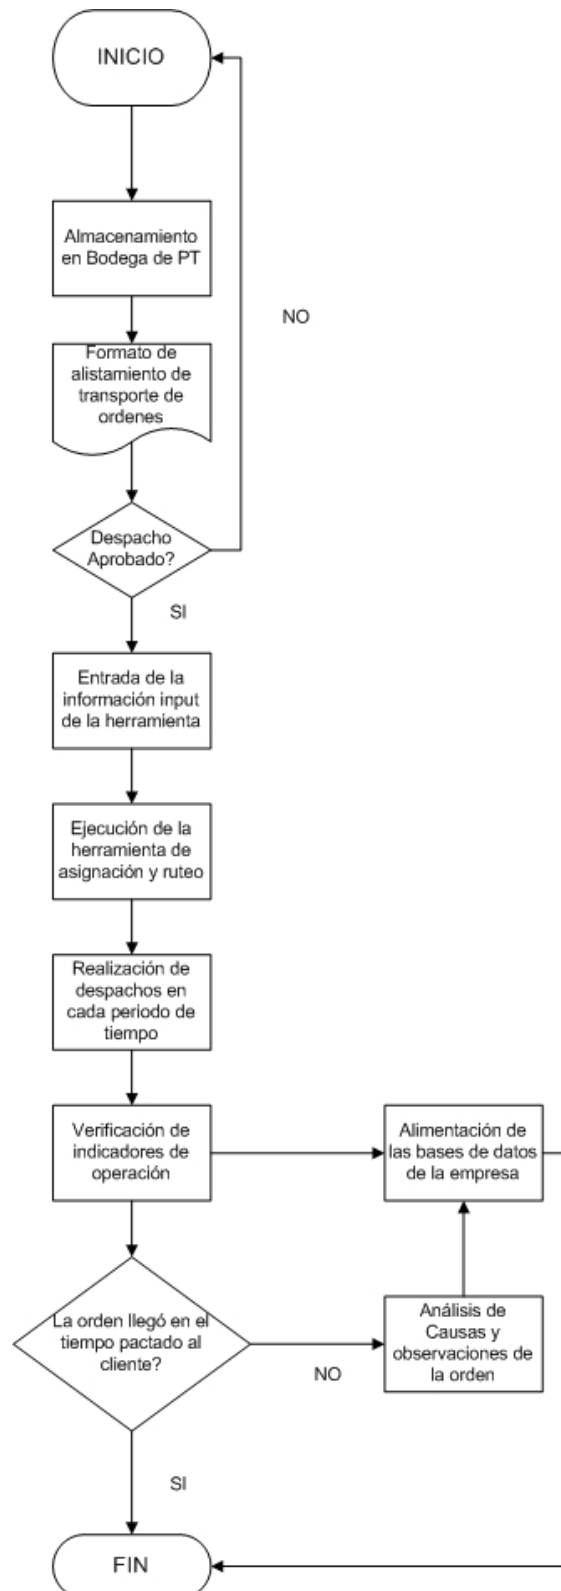 INICIO
Almacenamiento
en Bodega de PT
NO
Formato de
alistamiento de
transporte de
ordenes
Despacho
Aprobado?
SI
Entrada de la
información input
de la herramienta
Ejecución de la
herramienta de
asignación y ruteo
Realización de
despachos en
cada periodo de
tiempo
Verificación de
indicadores de
operación
Alimentación de
las bases de datos
de la empresa
La orden llegó en el
tiempo pactado al
cliente?
NO
Análisis de
Causas y
observaciones de
la orden
SI
FIN